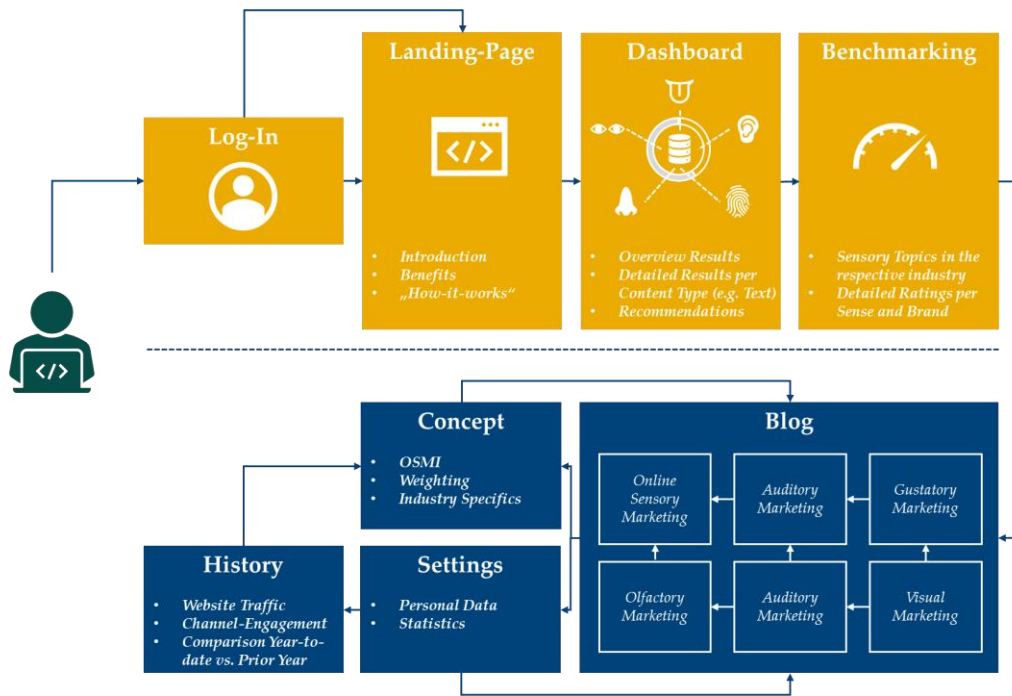 Landing-Page
Dashboard
Benchmarking
Log-In
</>
• Introduction
• Benefits
• „How-it-works“
• Overview Results
• Detailed Results per
Content Type (e.g. Text)
• Recommendations
• Sensory Topics in the
respective industry
• Detailed Ratings per
Sense and Brand
</>
Concept
• OSMI
• Weighting
• Industry Specifics
Blog
Online
Sensory
Marketing
Auditory
Marketing
Gustatory
Marketing
Olfactory
Marketing
Auditory
Marketing
Visual
Marketing
History
• Website Traffic
• Channel-Engagement
• Comparison Year-to-
date vs. Prior Year
Settings
• Personal Data
• Statistics